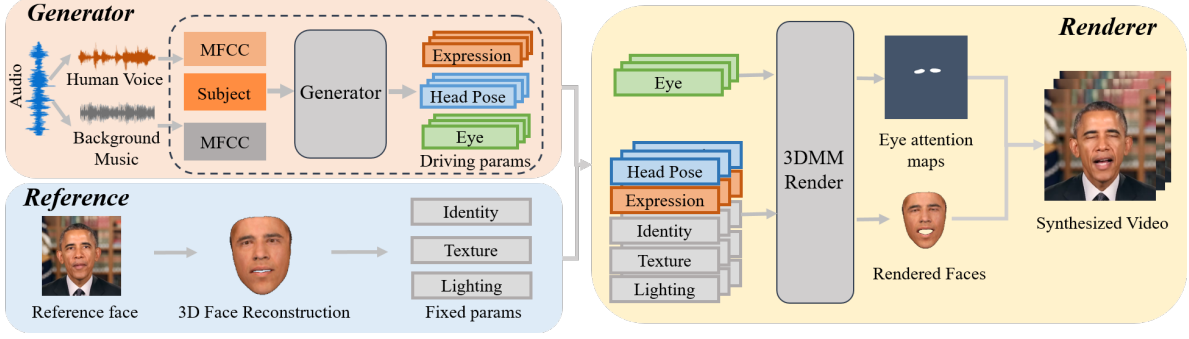 Generator
Audio
Human Voice
Background
Music
MFCC
Subject
MFCC
Generator
Expression
Head Pose
Eye
Driving params
Reference
Reference face
3D Face Reconstruction
Identity
Texture
Lighting
Fixed params
Renderer
Eye
Head Pose
Expression
Identity
Texture
Lighting
3DMM
Render
Eye attention
maps
Rendered Faces
Synthesized Video